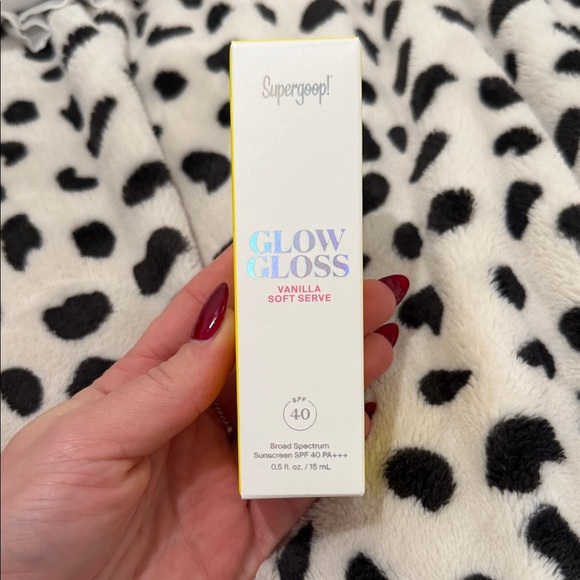 Supergoop!
GLOW
GLOSS
VANILLA
SOFT SERVE
SPF
40
Broad Spectrum
Sunscreen SPF 40 PA+++
0.5 fl. oz. / 15 mL